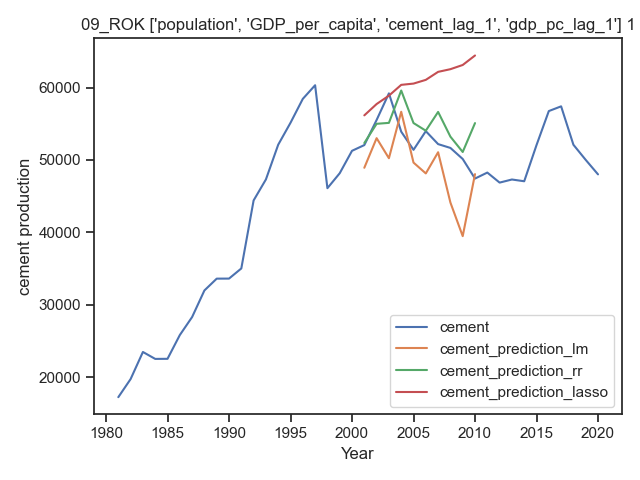 09_ROK ['population', 'GDP_per_capita', 'cement_lag_1', 'gdp_pc_lag_1'] 1
60000
50000
40000
30000
20000
cement production
1980 1985 1990 1995 2000 2005 2010 2015 2020
Year
cement
cement_prediction_lm
cement_prediction_rr
cement_prediction_lasso